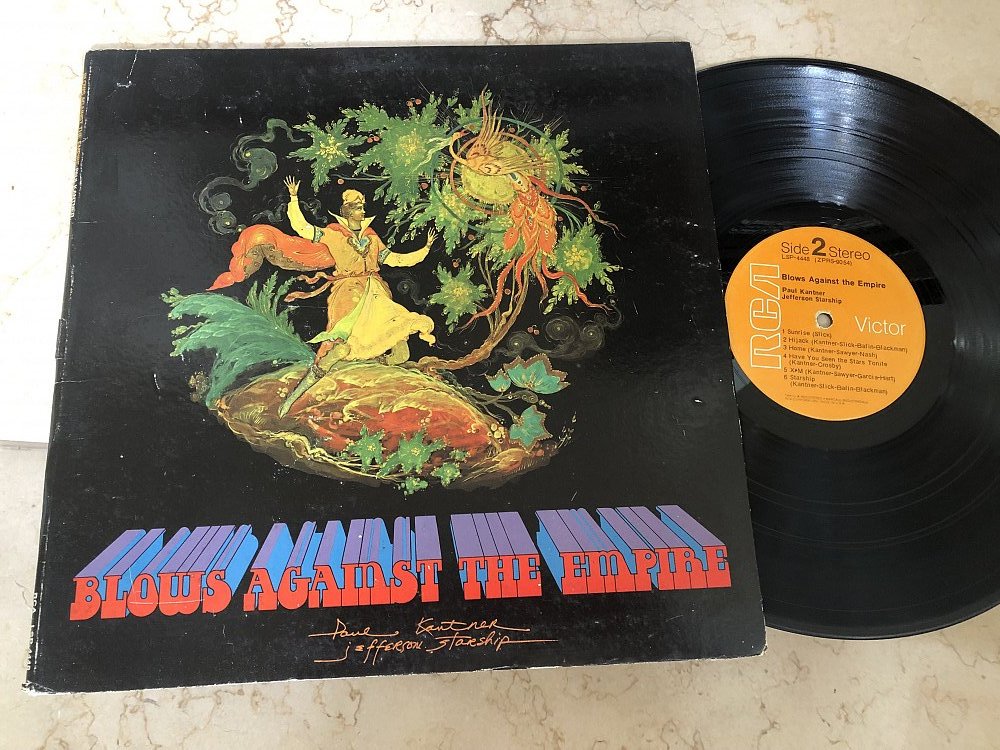 BLOWS AGAINST THE EMPIRE
Paul Kantner
jefferson starship
RCA
Side 2 Stereo
LSP-4448 (ZPRS-6054)
Blows Against the Empire
Paul Kantner
Jefferson Starship
Victor
1 Sunrise (Slick)
2 Hijack (Kantner-Slick-Balin-Blackman)
3 Home (Kantner-Sawyer-Nash)
4 Have You Seen the Stars Tonite
(Kantner-Crosby)
5 XM (Kantner-Sawyer-Garcia-Hart)
6 Starship
(Kantner-Slick-Balin-Blackman)